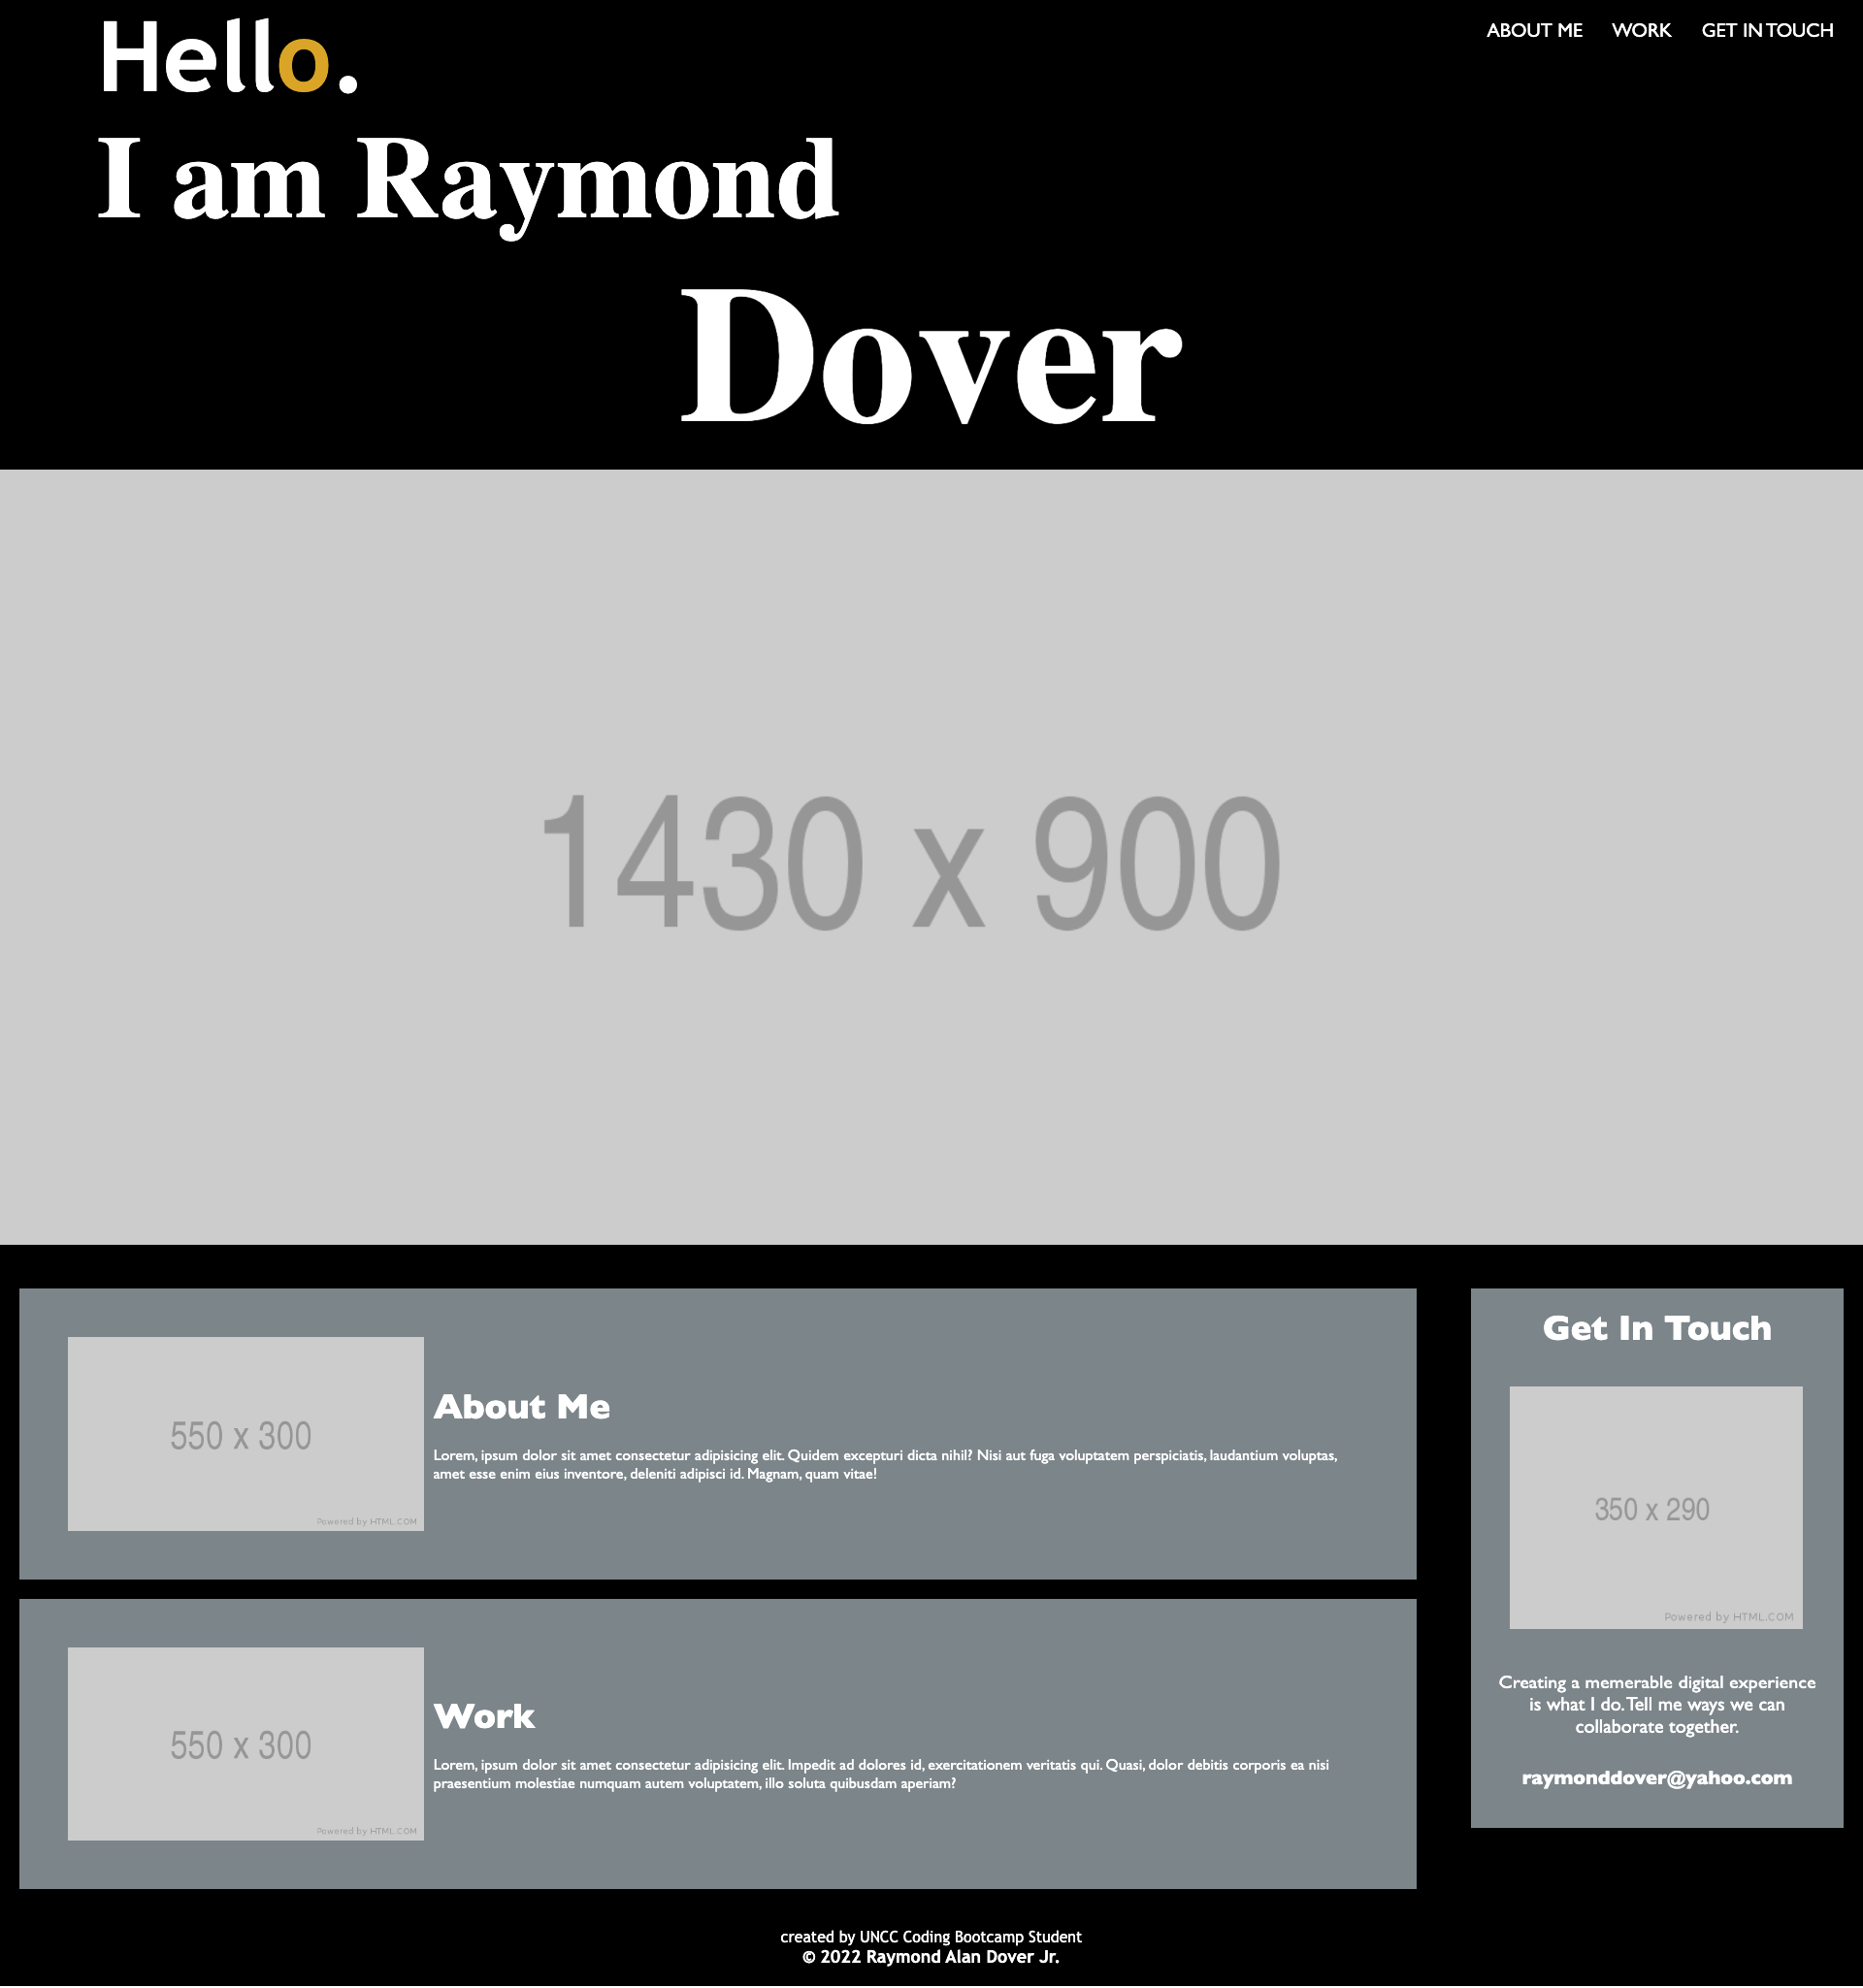 Hello.
ABOUT ME WORK GET IN TOUCH
I am Raymond
Dover
1430 x 900
550 x 300
Powered by HTML.COM
About Me
Lorem, ipsum dolor sit amet consectetur adipisicing elit. Quidem excepturi dicta nihil? Nisi aut fuga voluptatem perspiciatis, laudantium voluptas,
amet esse enim eius inventore, deleniti adipisci id. Magnam, quam vitae!
550 x 300
Powered by HTML.COM
Work
Lorem, ipsum dolor sit amet consectetur adipisicing elit. Impedit ad dolores id, exercitationem veritatis qui. Quasi, dolor debitis corporis ea nisi
praesentium molestiae numquam autem voluptatem, illo soluta quibusdam aperiam?
Get In Touch
350 x 290
Powered by HTML.COM
Creating a memerable digital experience
is what I do. Tell me ways we can
collaborate together.
raymonddover@yahoo.com
created by UNCC Coding Bootcamp Student
© 2022 Raymond Alan Dover Jr.